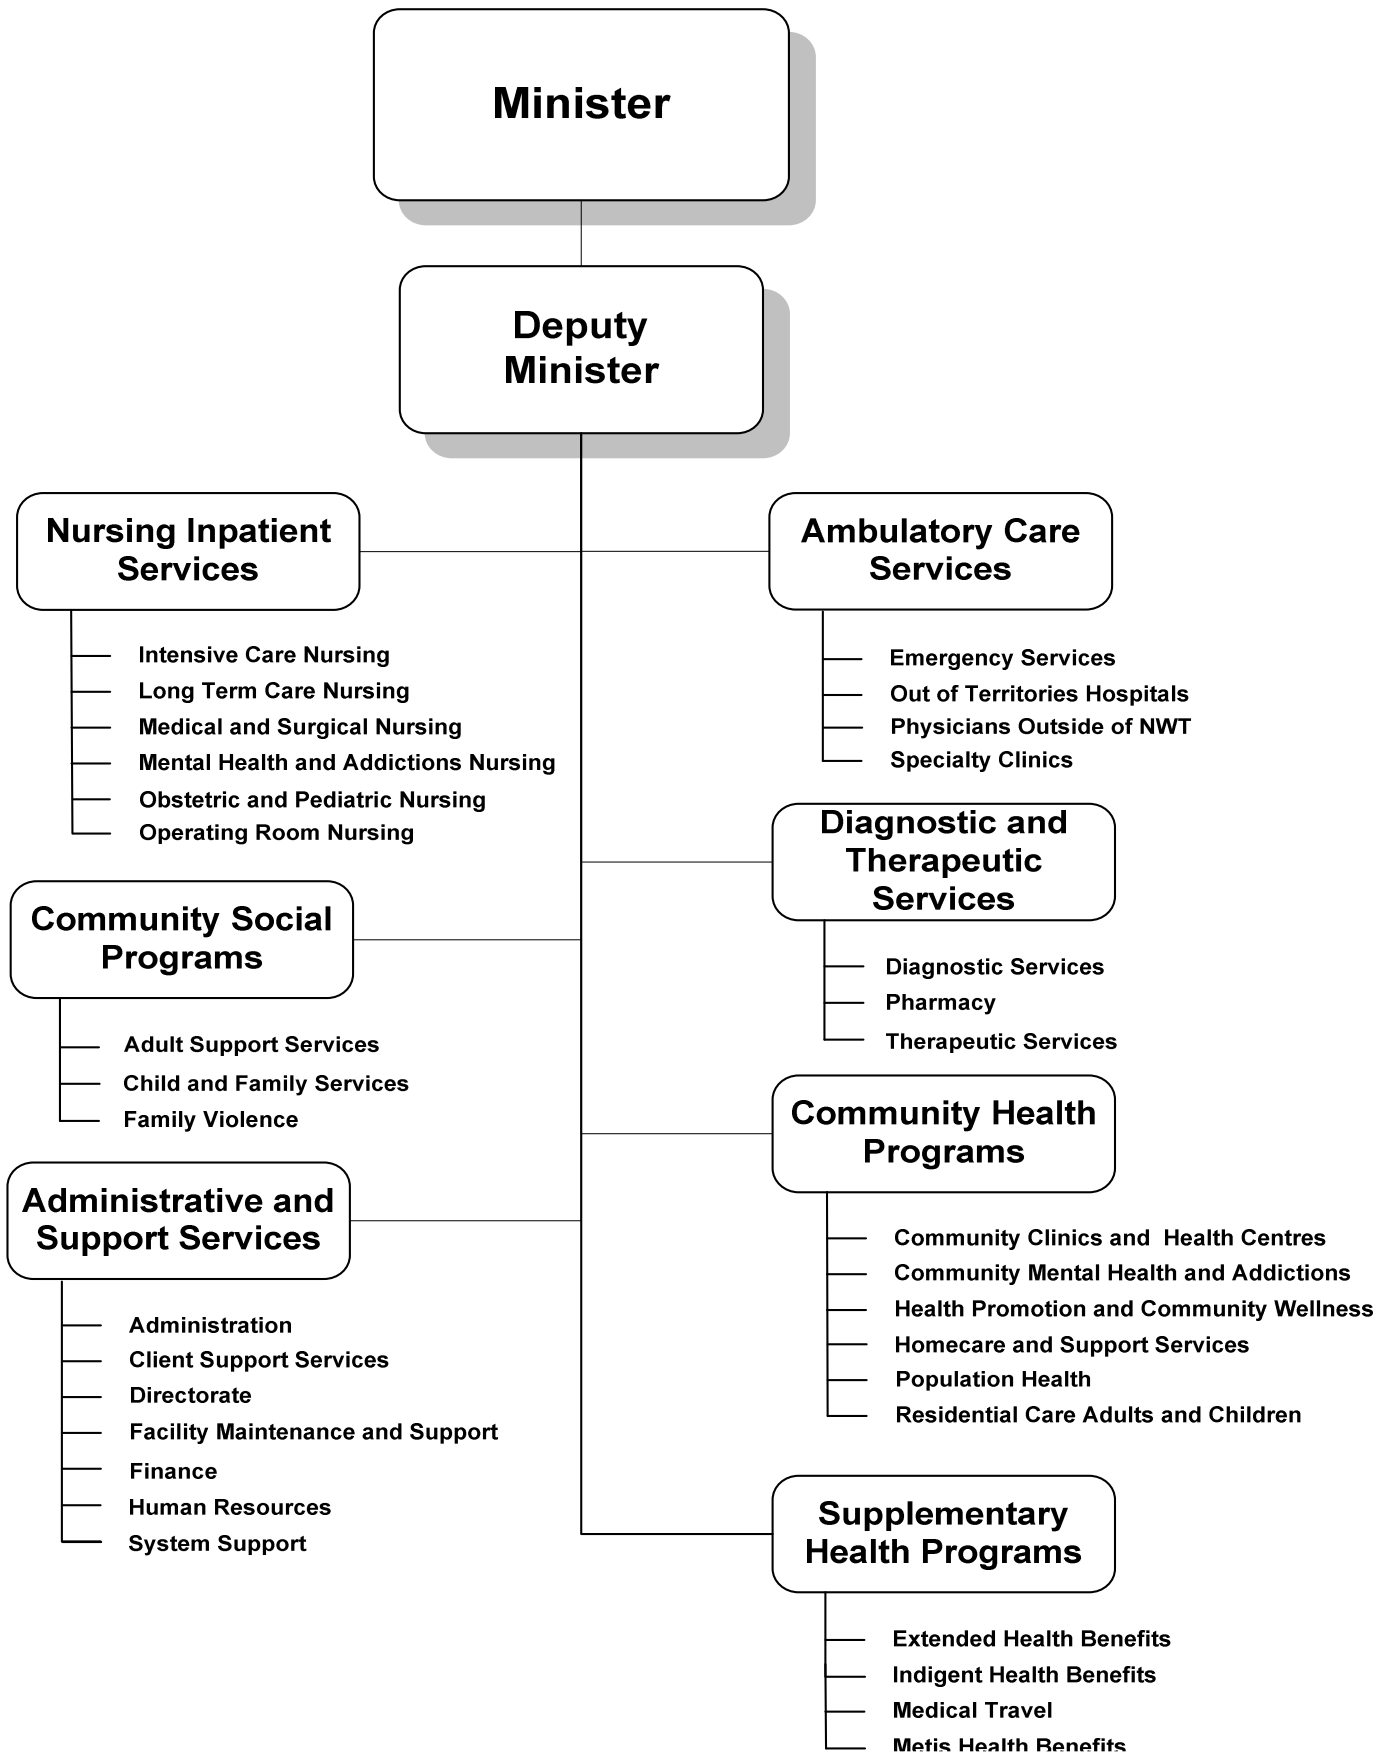 Minister
Deputy
Minister
Nursing Inpatient
Services
Intensive Care Nursing
Long Term Care Nursing
Medical and Surgical Nursing
Mental Health and Addictions Nursing
Obstetric and Pediatric Nursing
Operating Room Nursing
Community Social
Programs
Adult Support Services
Child and Family Services
Family Violence
Administrative and
Support Services
Administration
Client Support Services
Directorate
Facility Maintenance and Support
Finance
Human Resources
System Support
Ambulatory Care
Services
Emergency Services
Out of Territories Hospitals
Physicians Outside of NWT
Specialty Clinics
Diagnostic and
Therapeutic
Services
Diagnostic Services
Pharmacy
Therapeutic Services
Community Health
Programs
Community Clinics and  Health Centres
Community Mental Health and Addictions
Health Promotion and Community Wellness
Homecare and Support Services
Population Health
Residential Care Adults and Children
Supplementary
Health Programs
Extended Health Benefits
Indigent Health Benefits
Medical Travel
Metis Health Benefits